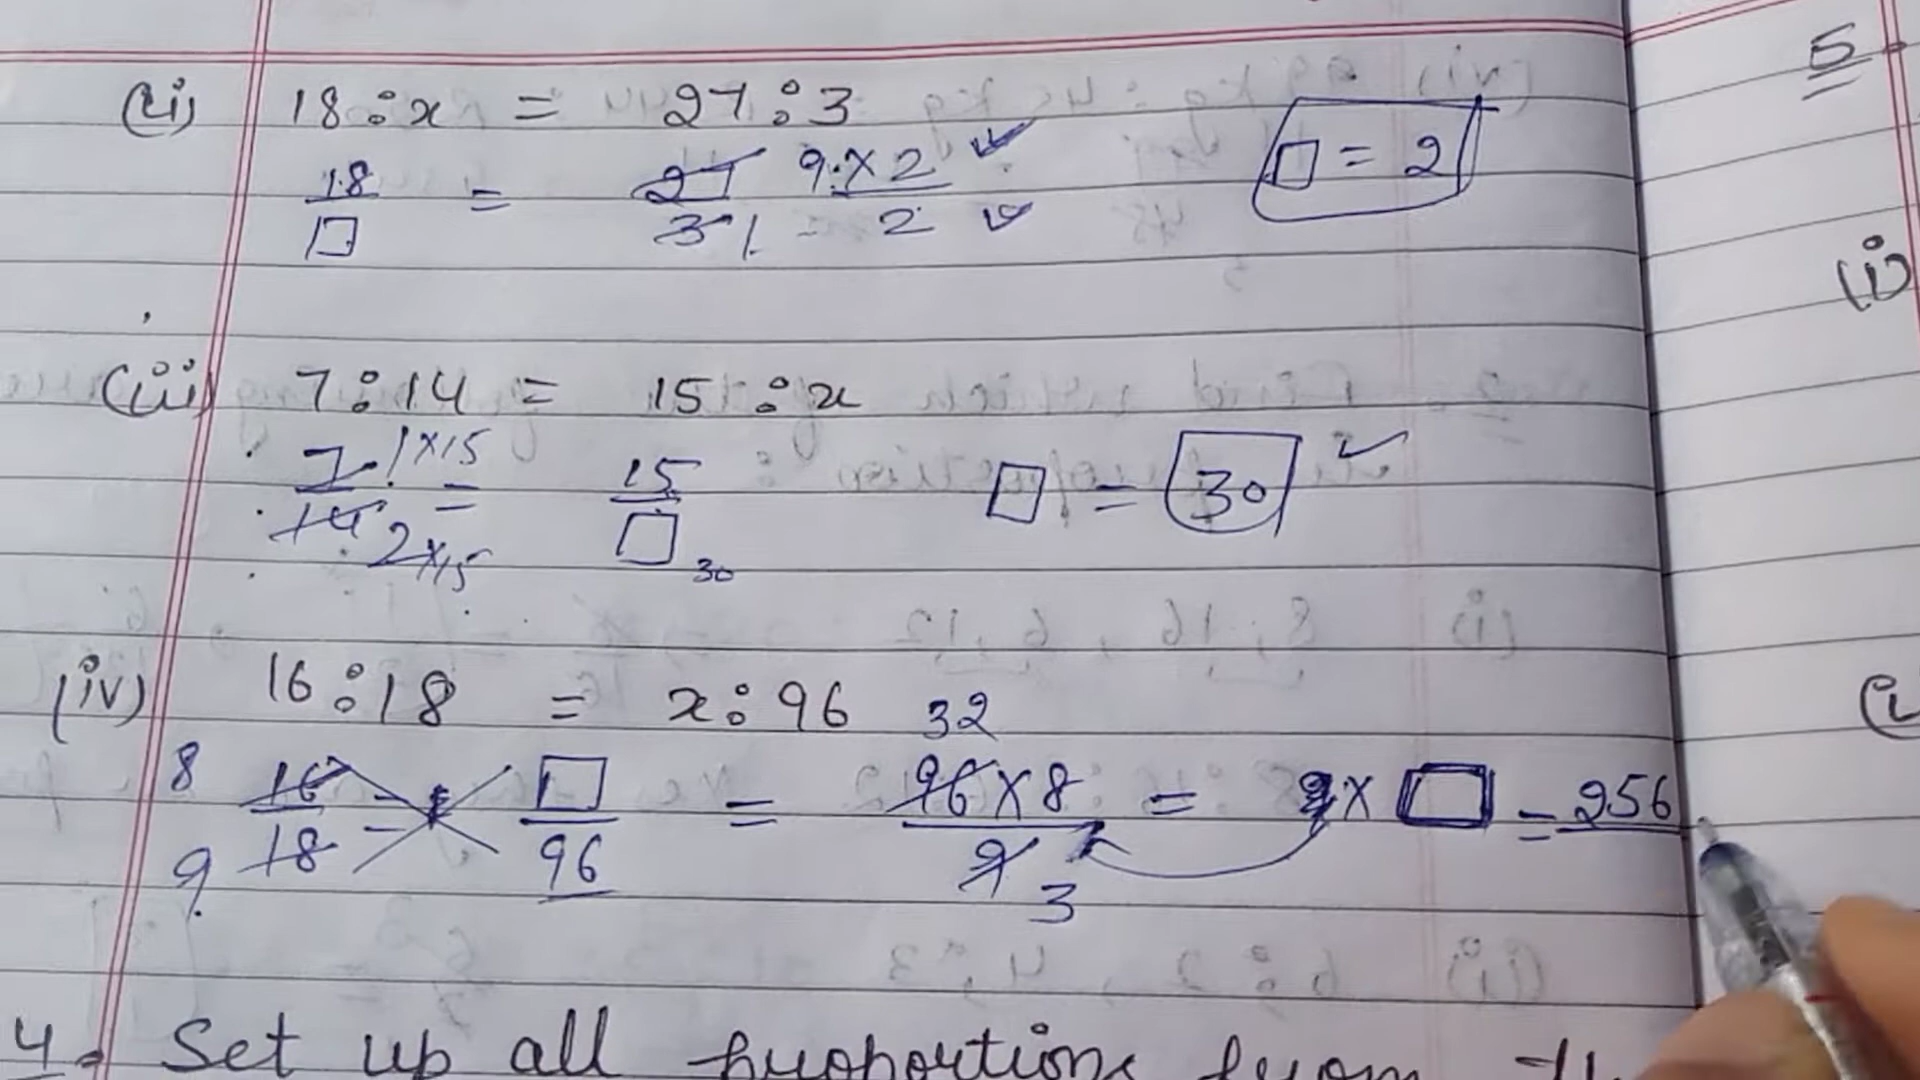 (ii) 18 : x = 27 : 3
18/□ = 27/3 9×2/1 = 2 □ = 2
5.
(i)
(iii) 7 : 14 = 15 : x
7/14 1×15/2×15 = 15/□ 30 □ = 30
(iv) 16 : 18 = x : 96
8/9 16/18 = □/96 = 32 96×8/9 3 = × □ = 256
4. Set up all proportions from